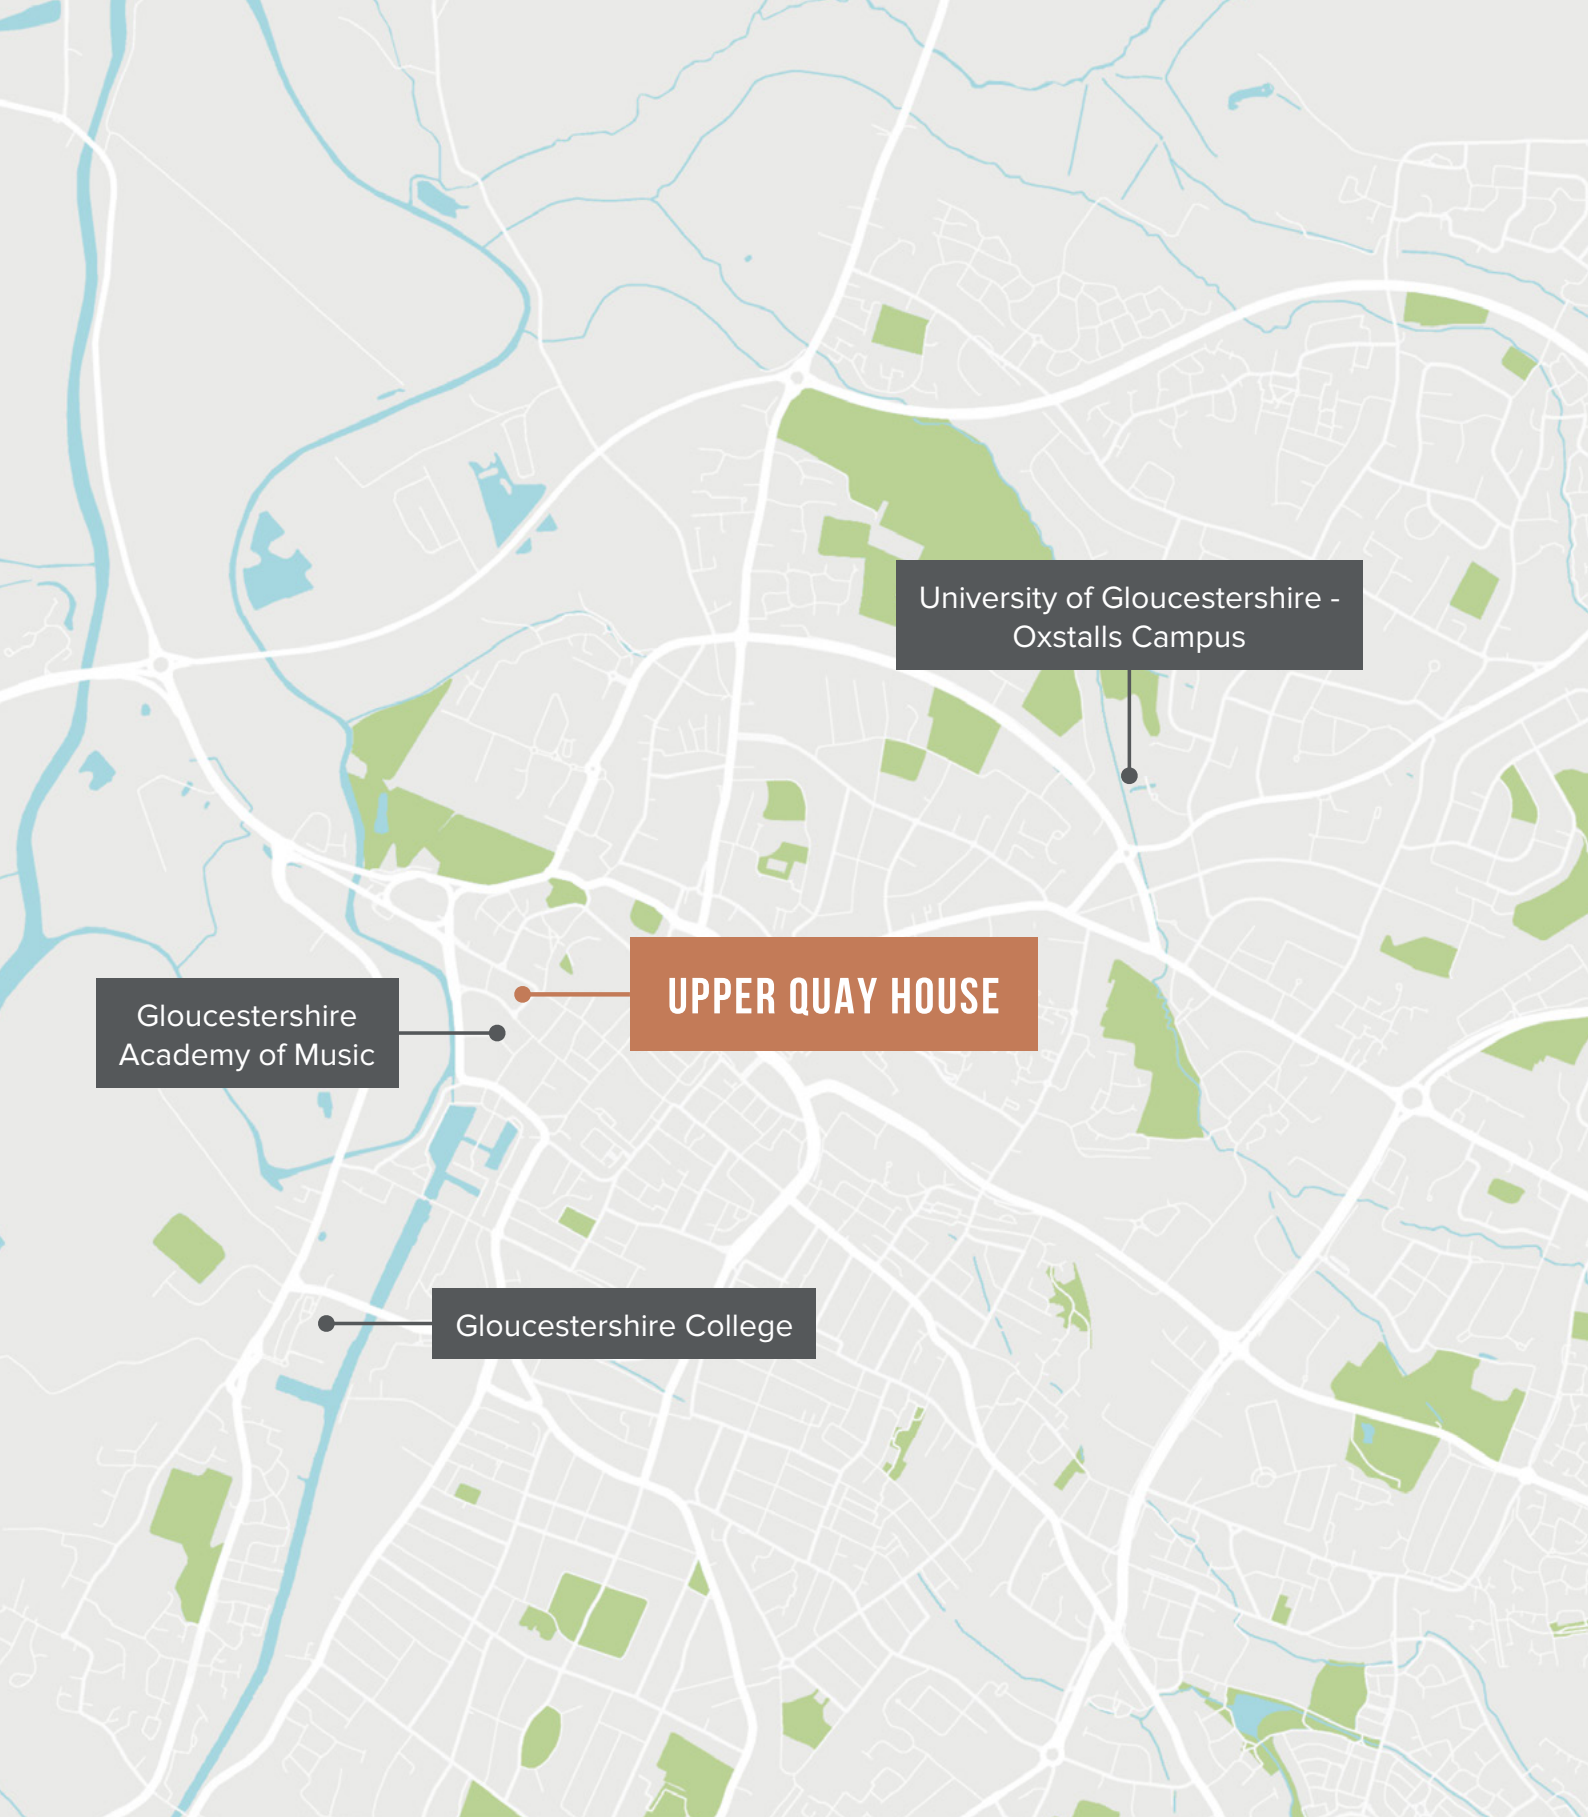 University of Gloucestershire -
Oxstalls Campus
UPPER QUAY HOUSE
Gloucestershire
Academy of Music
Gloucestershire College